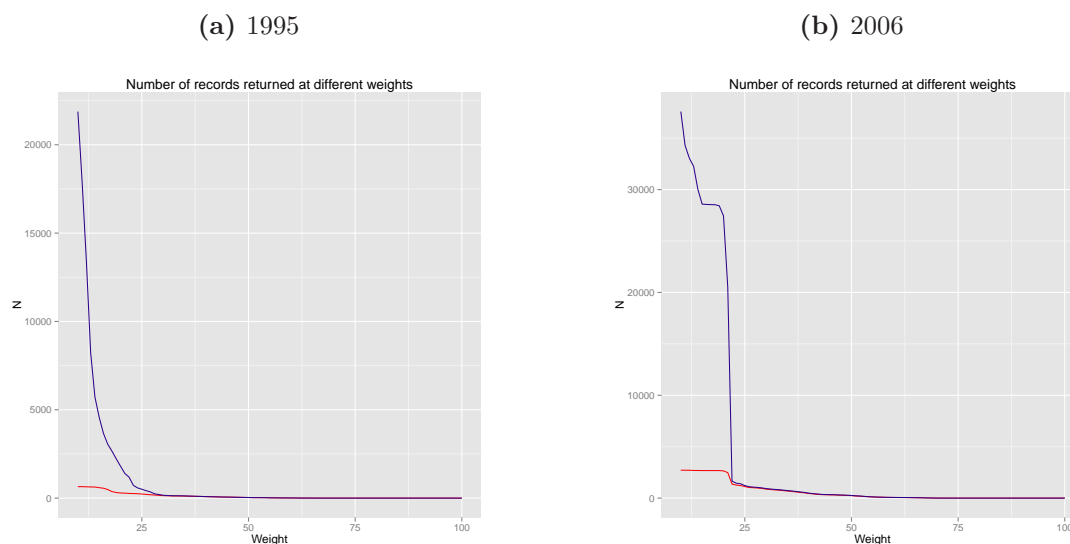 (a) 1995
Number of records returned at different weights
20000
15000
10000
5000
0
N
25
50
75
100
Weight
(b) 2006
Number of records returned at different weights
30000
20000
10000
0
N
25
50
75
100
Weight